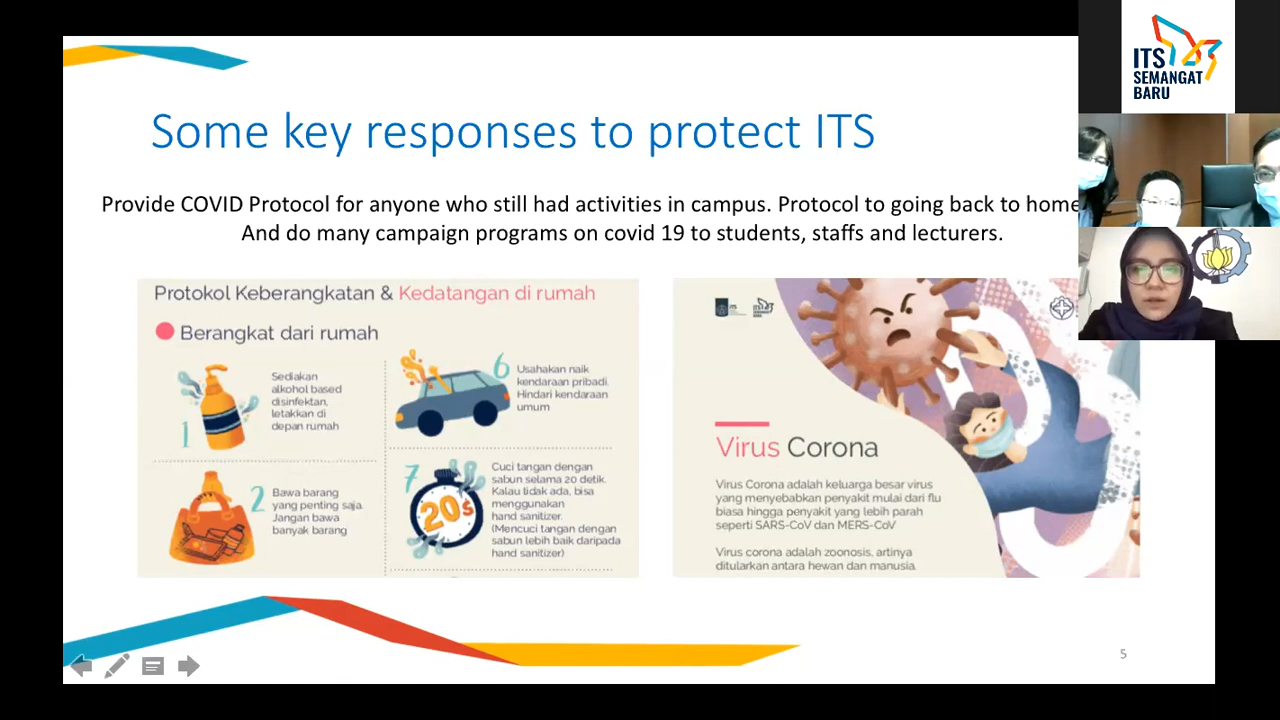 Some key responses to protect ITS
Provide COVID Protocol for anyone who still had activities in campus. Protocol to going back to home
And do many campaign programs on covid 19 to students, staffs and lecturers.
Protokol Keberangkatan & Kedatangan di rumah
Berangkat dari rumah
1
Sediakan
alkohol based
disinfektan,
letakkan di
depan rumah
2
Bawa barang
yang penting saja.
Jangan bawa
banyak barang
6
Usahakan naik
kendaraan pribadi.
Hindari kendaraan
umum
7
20s
Cuci tangan dengan
sabun selama 20 detik.
Kalau tidak ada, bisa
menggunakan
hand sanitizer.
(Mencuci tangan dengan
sabun lebih baik daripada
hand sanitizer)
ITS
Virus Corona
Virus Corona adalah keluarga besar virus
yang menyebabkan penyakit mulai dari flu
biasa hingga penyakit yang lebih parah
seperti SARS-CoV dan MERS-CoV
Virus corona adalah zoonosis, artinya
ditularkan antara hewan dan manusia.
5
ITS
SEMANGAT
BARU